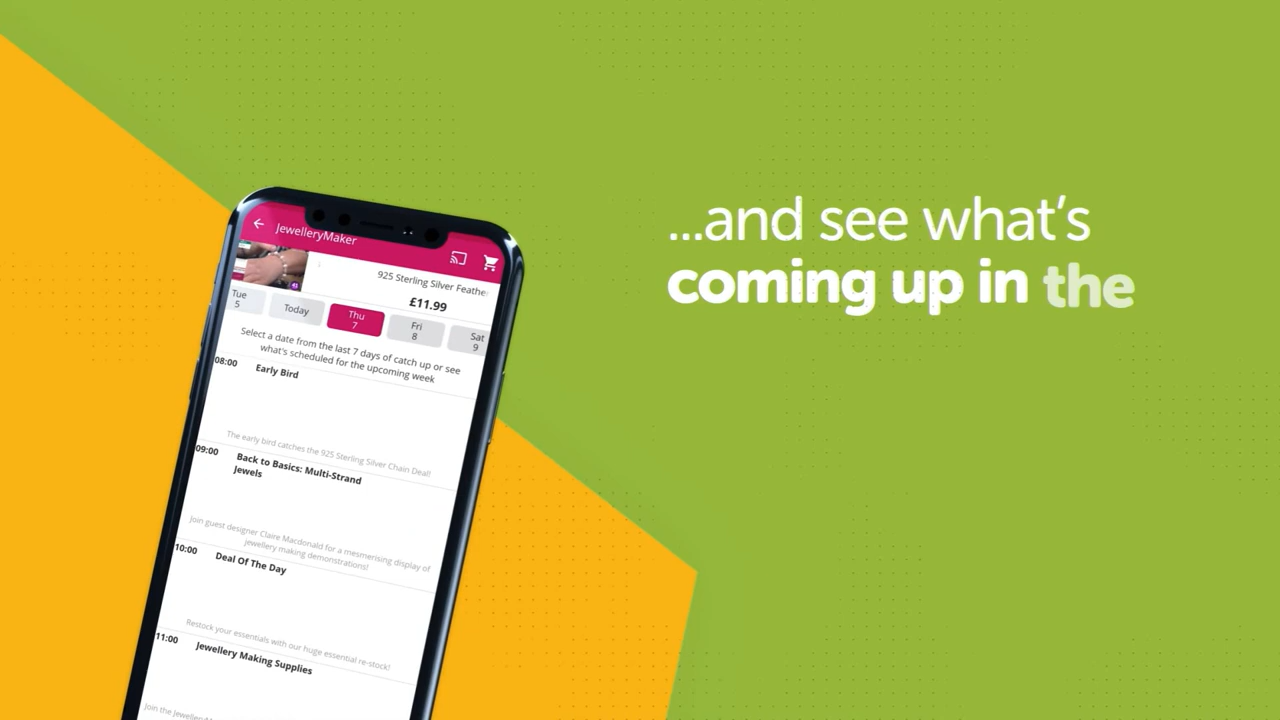 ...and see what's
coming up in the
JewelleryMaker
925 Sterling Silver Feathe
£11.99
Tue
5
Today
Thu
7
Fri
8
Sat
9
Select a date from the last 7 days of catch up or see
what's scheduled for the upcoming week
08:00
Early Bird
The early bird catches the 925 Sterling Silver Chain Deal!
09:00
Back to Basics: Multi-Strand
Jewels
Join guest designer Claire Macdonald for a mesmerising display of
jewellery making demonstrations!
10:00
Deal Of The Day
Restock your essentials with our huge essential re-stock!
11:00
Jewellery Making Supplies
Join the